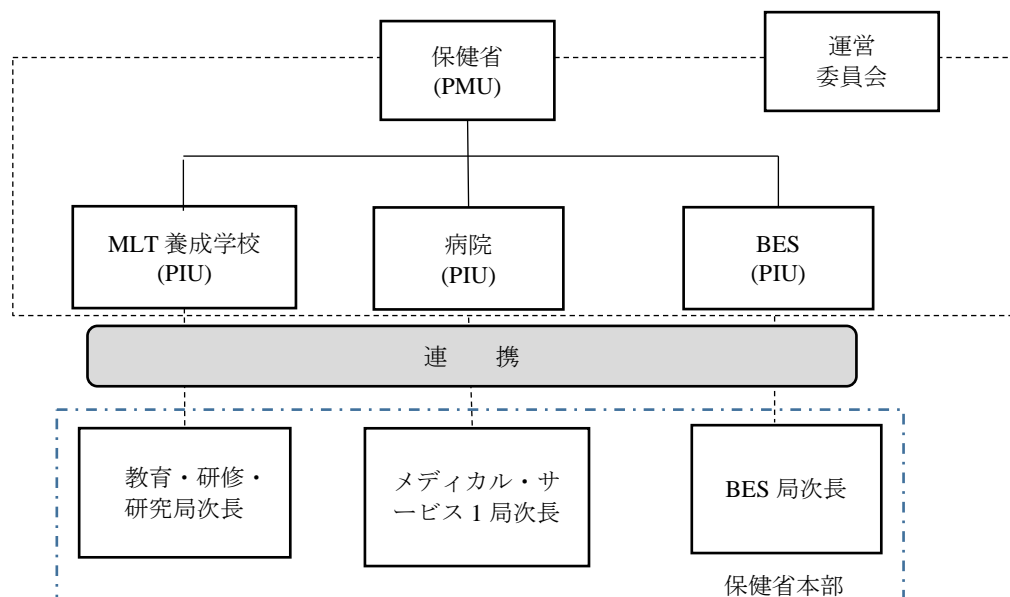 保健省
(PMU)
運営
委員会
MLT 養成学校
(PIU)
病院
(PIU)
BES
(PIU)
連　携
教育・研修・
研究局次長
メディカル・サ
ービス 1 局次長
BES 局次長
保健省本部